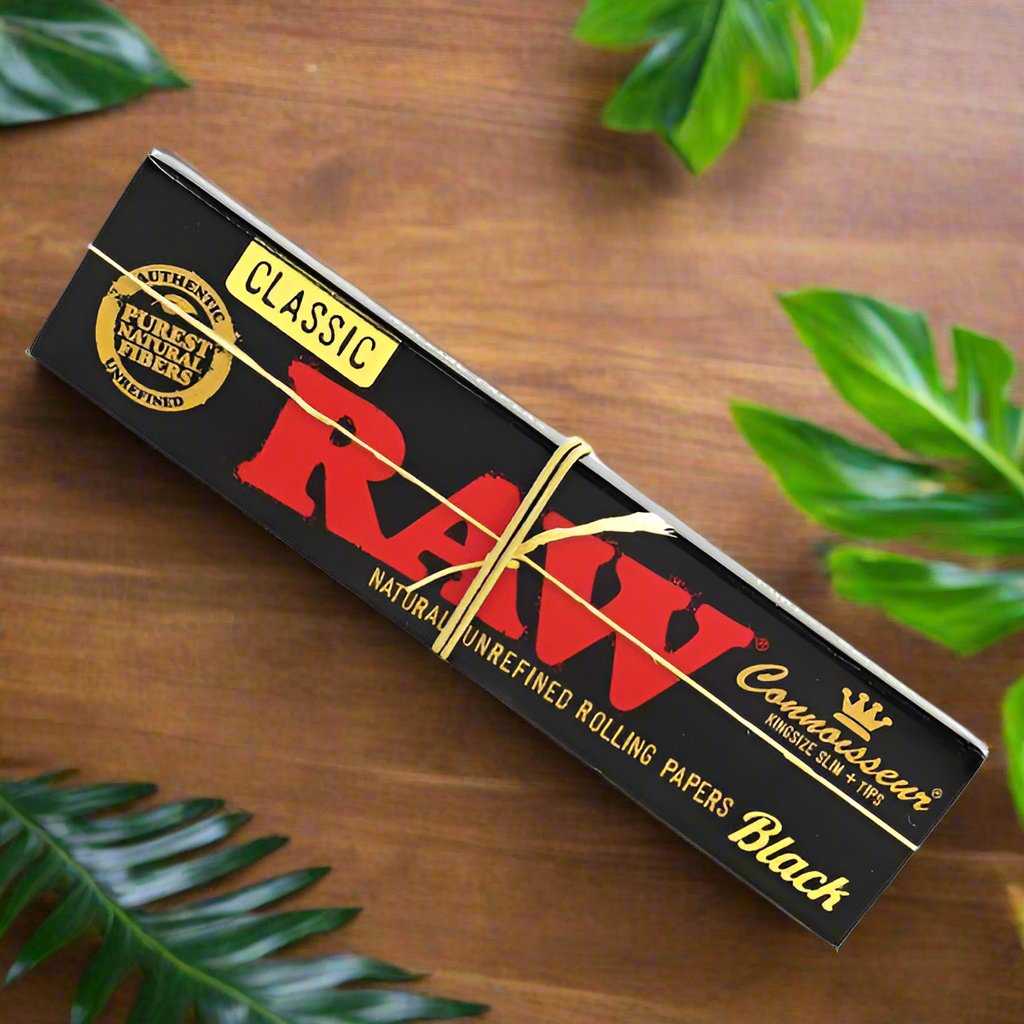 CLASSIC
AUTHENTIC
PUREST
NATURAL
FIBERS
UNREFINED
RAW®
NATURAL UNREFINED ROLLING PAPERS
Connoisseur®
KINGSIZE SLIM + TIPS
Black